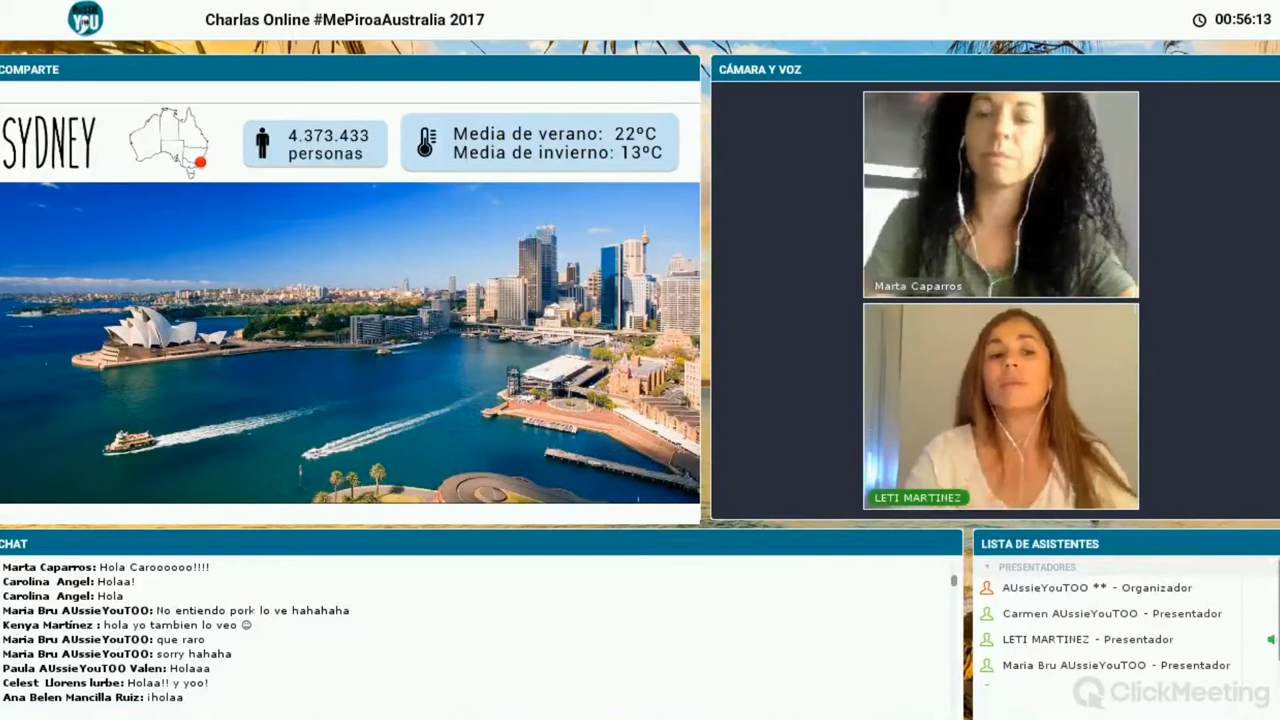 AUSSIE
YOU
Charlas Online #MePiroaAustralia 2017
00:56:13
COMPARTE
CÁMARA Y VOZ
SYDNEY
4.373.433
personas
Media de verano: 22ºC
Media de invierno: 13ºC
Marta Caparros
LETI MARTINEZ
CHAT
Marta Caparros: Hola Caroooooo!!!!
Carolina Angel: Holaa!
Carolina Angel: Hola
Maria Bru AUssieYouTOO: No entiendo pork lo ve hahahaha
Kenya Martínez : hola yo tambien lo veo ☺
Maria Bru AUssieYouTOO: que raro
Maria Bru AUssieYouTOO: sorry hahaha
Paula AUssieYouTOO Valen: Holaaa
Celest Llorens Iurbe: Holaa!! y yoo!
Ana Belen Mancilla Ruiz: ¡holaa
LISTA DE ASISTENTES
PRESENTADORES
AUssieYouTOO ** - Organizador
Carmen AUssieYouTOO - Presentador
LETI MARTINEZ - Presentador
Maria Bru AUssieYouTOO - Presentador
ClickMeeting